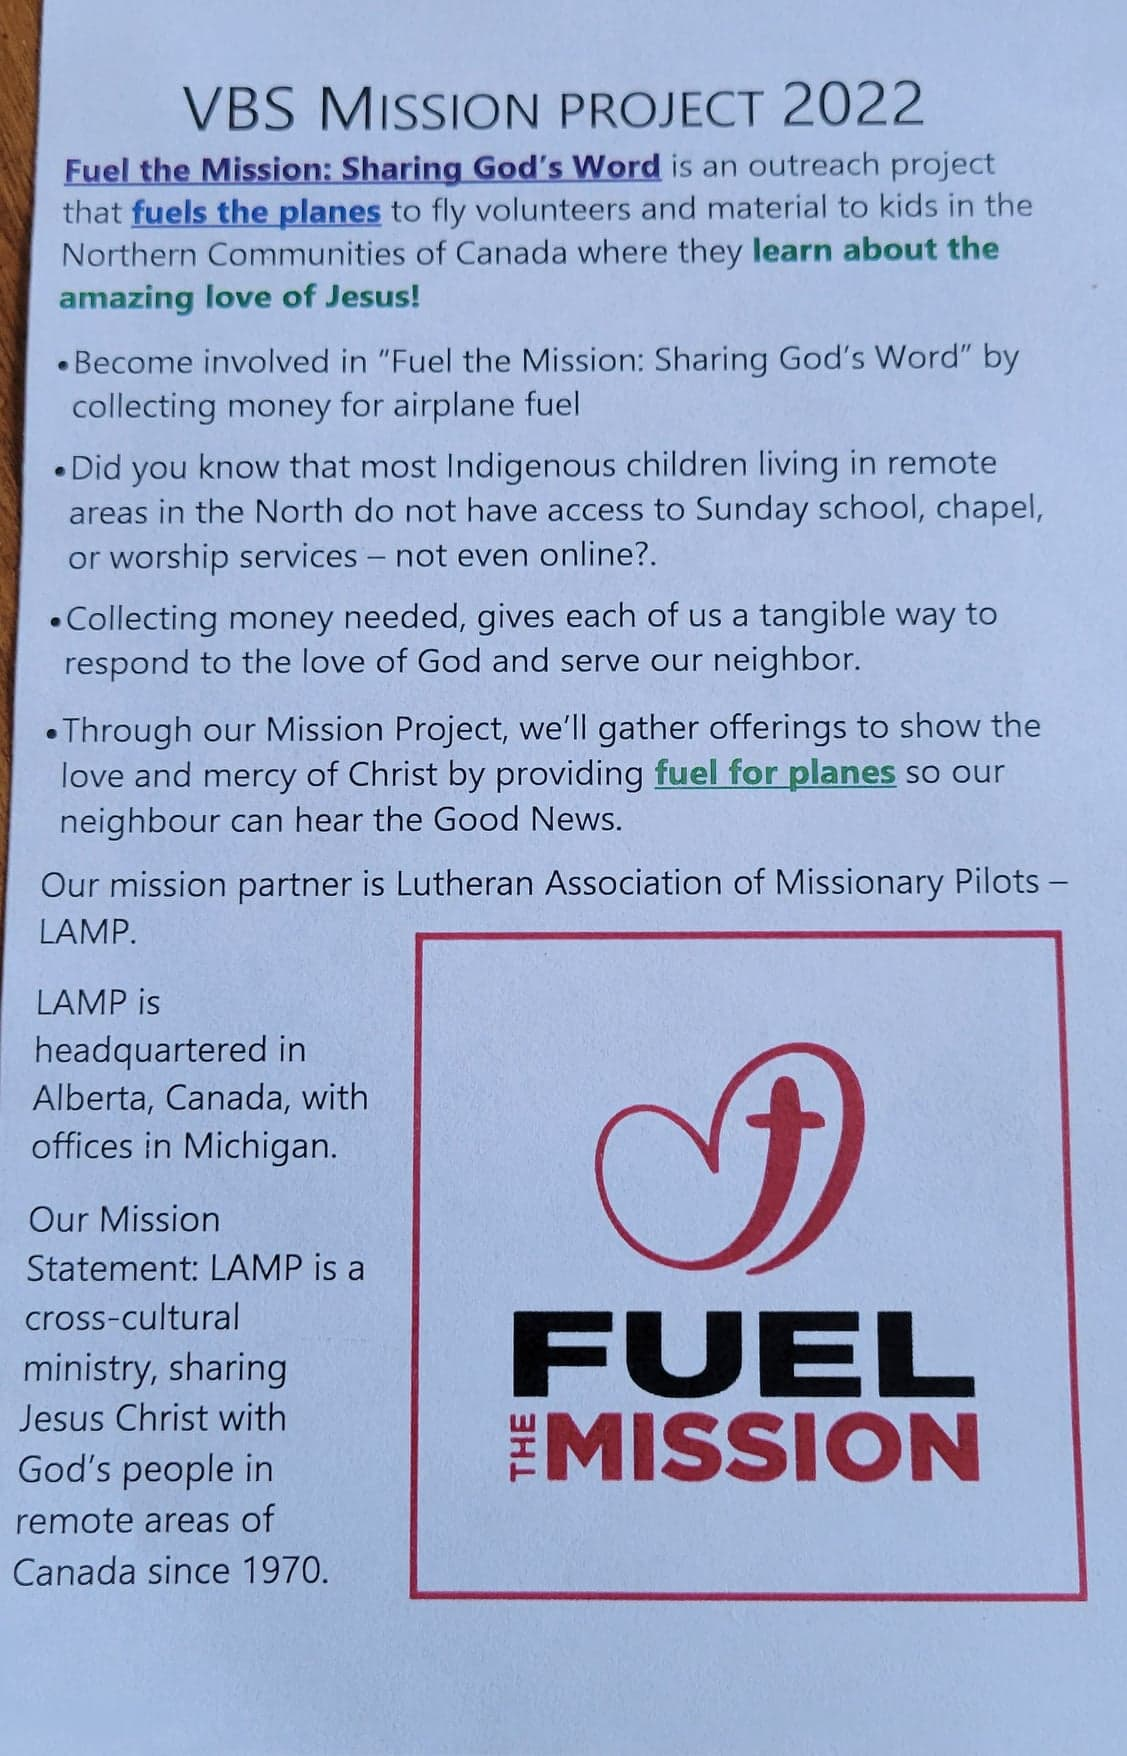 VBS MISSION PROJECT 2022
Fuel the Mission: Sharing God's Word is an outreach project
that fuels the planes to fly volunteers and material to kids in the
Northern Communities of Canada where they learn about the
amazing love of Jesus!
•Become involved in "Fuel the Mission: Sharing God's Word" by
collecting money for airplane fuel
•Did you know that most Indigenous children living in remote
areas in the North do not have access to Sunday school, chapel,
or worship services – not even online?.
•Collecting money needed, gives each of us a tangible way to
respond to the love of God and serve our neighbor.
•Through our Mission Project, we'll gather offerings to show the
love and mercy of Christ by providing fuel for planes so our
neighbour can hear the Good News.
Our mission partner is Lutheran Association of Missionary Pilots –
LAMP.
LAMP is
headquartered in
Alberta, Canada, with
offices in Michigan.
Our Mission
Statement: LAMP is a
cross-cultural
ministry, sharing
Jesus Christ with
God's people in
remote areas of
Canada since 1970.
FUEL
THE MISSION